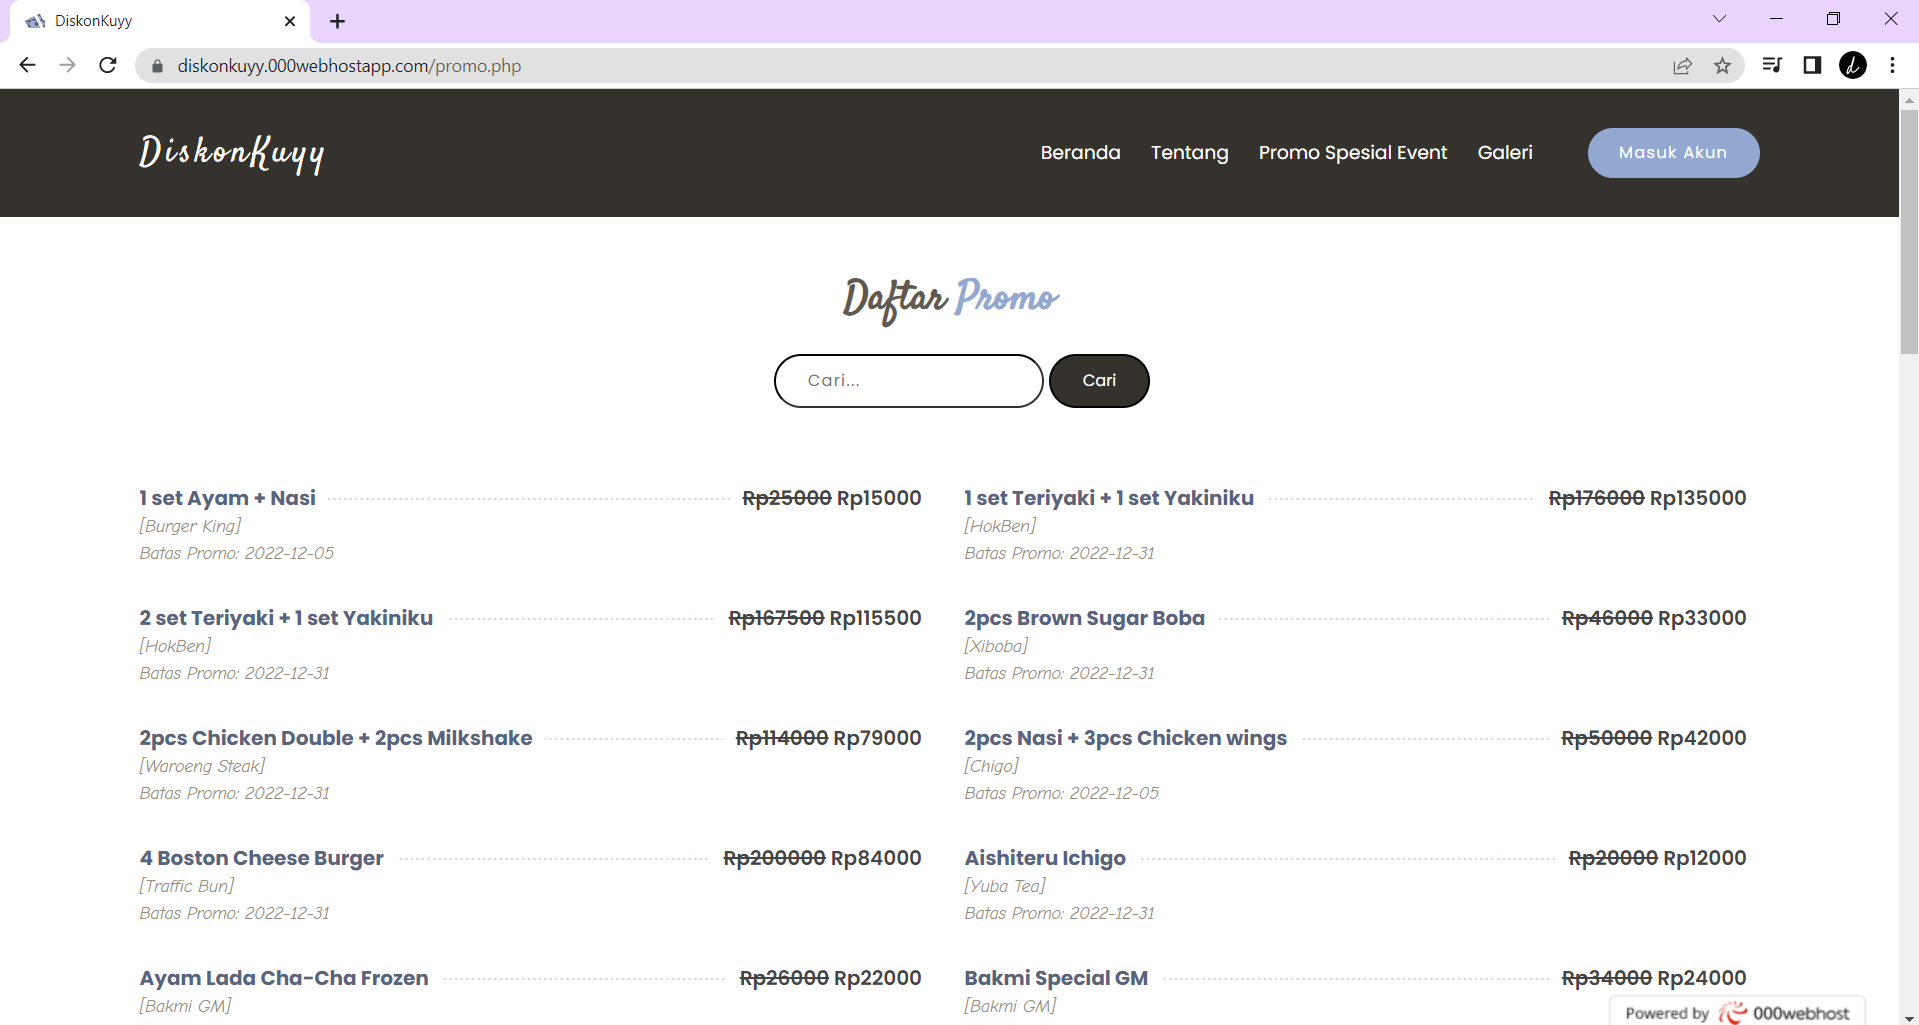 DiskonKuyy
diskonkuyy.000webhostapp.com/promo.php
DiskonKuyy
Beranda Tentang Promo Spesial Event Galeri Masuk Akun
Daftar Promo
Cari... Cari
1 set Ayam + Nasi Rp25000 Rp15000
[Burger King]
Batas Promo: 2022-12-05
1 set Teriyaki + 1 set Yakiniku Rp176000 Rp135000
[HokBen]
Batas Promo: 2022-12-31
2 set Teriyaki + 1 set Yakiniku Rp167500 Rp115500
[HokBen]
Batas Promo: 2022-12-31
2pcs Brown Sugar Boba Rp46000 Rp33000
[Xiboba]
Batas Promo: 2022-12-31
2pcs Chicken Double + 2pcs Milkshake Rp114000 Rp79000
[Waroeng Steak]
Batas Promo: 2022-12-31
2pcs Nasi + 3pcs Chicken wings Rp50000 Rp42000
[Chigo]
Batas Promo: 2022-12-05
4 Boston Cheese Burger Rp200000 Rp84000
[Traffic Bun]
Batas Promo: 2022-12-31
Aishiteru Ichigo Rp20000 Rp12000
[Yuba Tea]
Batas Promo: 2022-12-31
Ayam Lada Cha-Cha Frozen Rp26000 Rp22000
[Bakmi GM]
Bakmi Special GM Rp34000 Rp24000
[Bakmi GM]
Powered by 000webhost